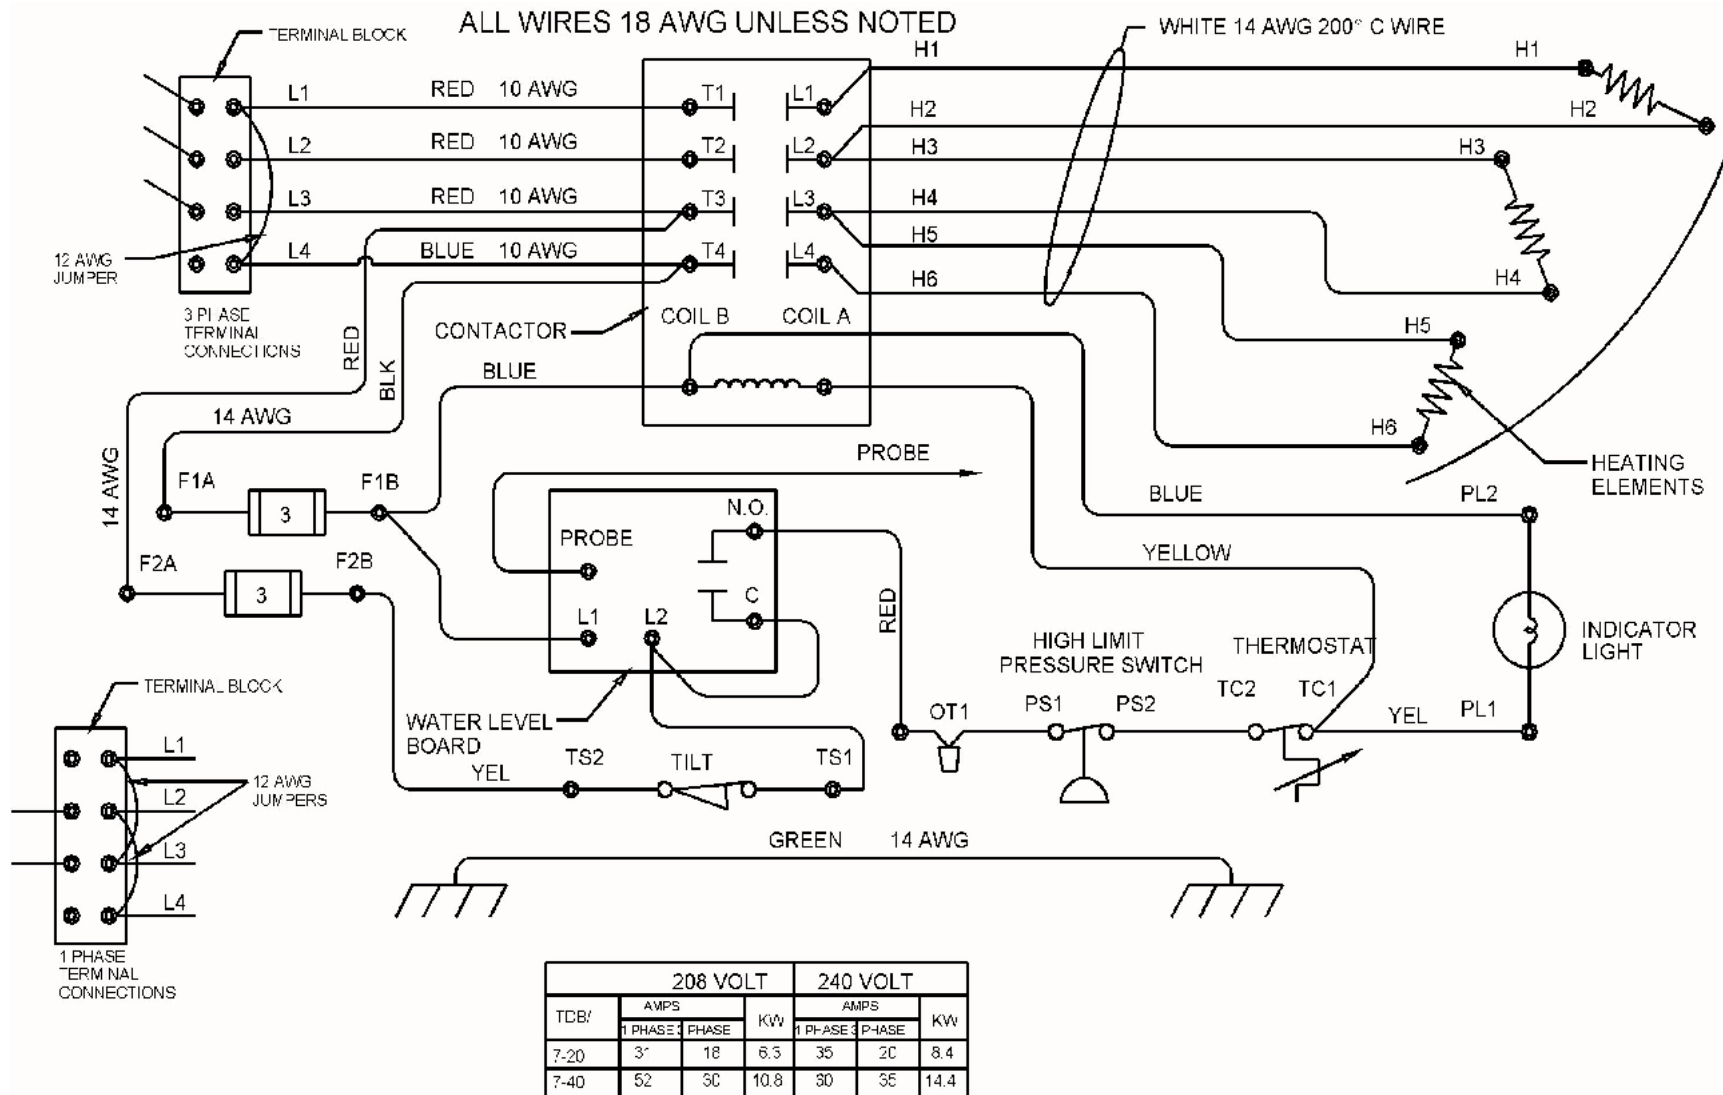 ALL WIRES 18 AWG UNLESS NOTED
TERMINAL BLOCK
WHITE 14 AWG 200° C WIRE
H1
H1
L1
RED 10 AWG
T1
L1
H2
H2
L2
RED 10 AWG
T2
L2
H3
H3
L3
RED 10 AWG
T3
L3
H4
H5
12 AWG
JUMPER
L4
BLUE 10 AWG
T4
L4
H6
H4
3 PHASE
TERMINAL
CONNECTIONS
CONTACTOR
COIL B
COIL A
H5
RED
BLK
BLUE
14 AWG
H6
PROBE
HEATING
ELEMENTS
14 AWG
F1A
3
F1B
BLUE
PL2
N.O.
PROBE
YELLOW
F2A
3
F2B
C
L1
L2
RED
HIGH LIMIT
PRESSURE SWITCH
THERMOSTAT
INDICATOR
LIGHT
TERMINAL BLOCK
WATER LEVEL
BOARD
OT1
PS1
PS2
TC2
TC1
YEL
PL1
L1
12 AWG
JUMPERS
YEL
TS2
TILT
TS1
L2
L3
L4
GREEN 14 AWG
1 PHASE
TERMINAL
CONNECTIONS
208 VOLT 240 VOLT
AMPS KW AMPS KW
1 PHASE 3 PHASE 1 PHASE 3 PHASE
7-20 31 18 6.3 35 20 8.4
7-40 52 30 10.8 35 14.4